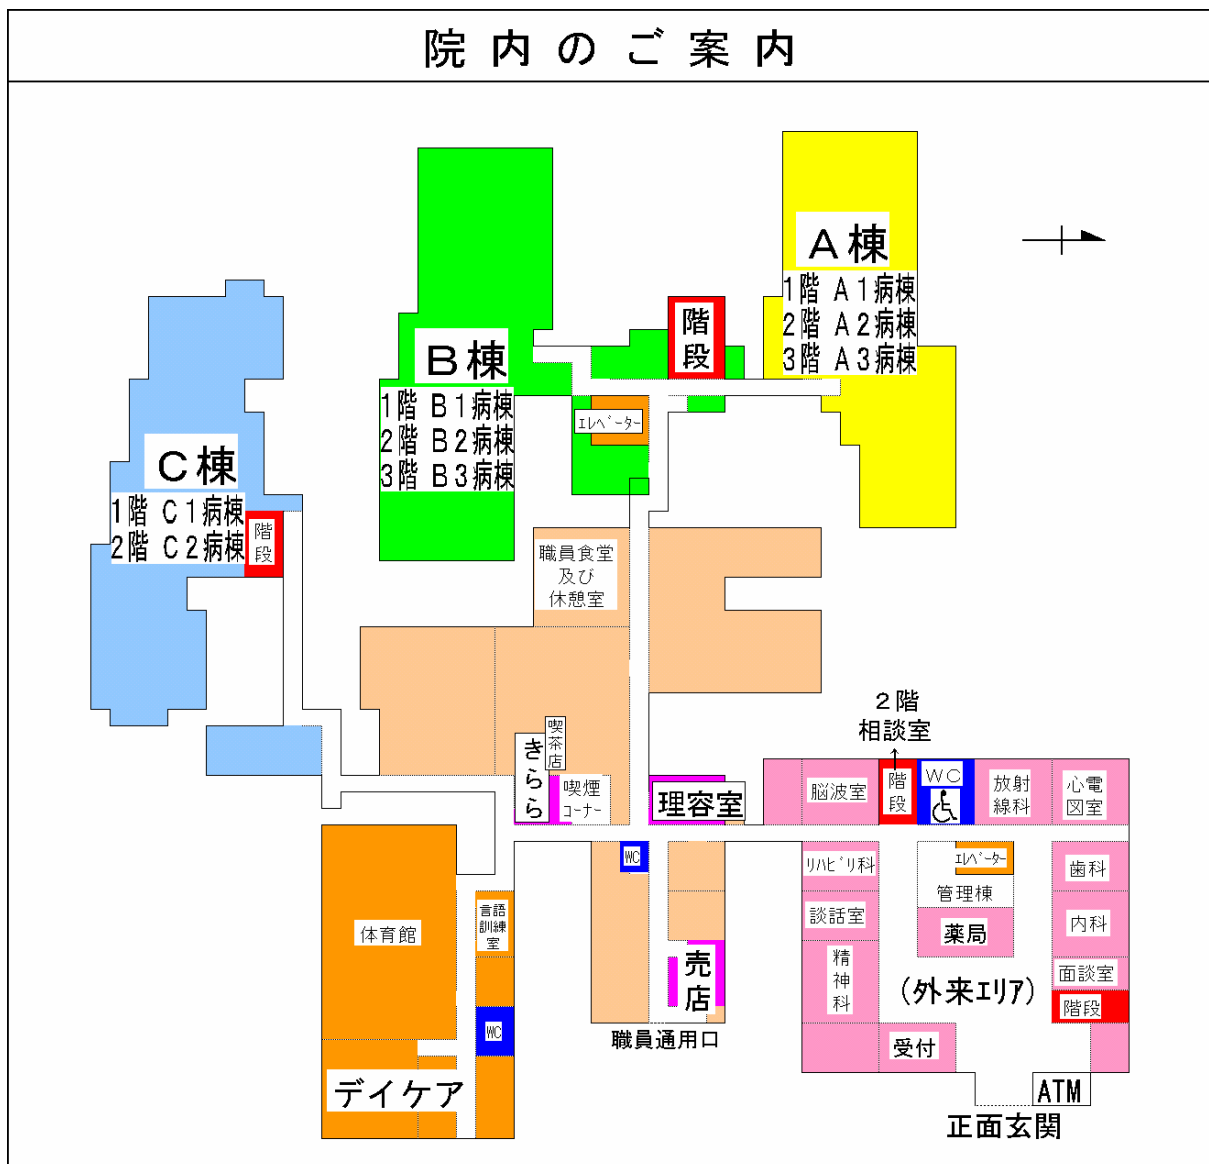 院内のご案内
A棟
1階 A1病棟
2階 A2病棟
3階 A3病棟
階段
B棟
1階 B1病棟
2階 B2病棟
3階 B3病棟
エレベーター
C棟
1階 C1病棟
2階 C2病棟
階段
職員食堂
及び
休憩室
喫茶店
きらら
喫煙
コーナー
理容室
2階
相談室
脳波室
階段
WC
放射
線科
心電
図室
WC
リハビリ科
エレベーター
歯科
管理棟
言語
訓練
室
談話室
薬局
内科
体育館
売店
精神科
面談室
(外来エリア)
階段
WC
職員通用口
受付
デイケア
ATM
正面玄関